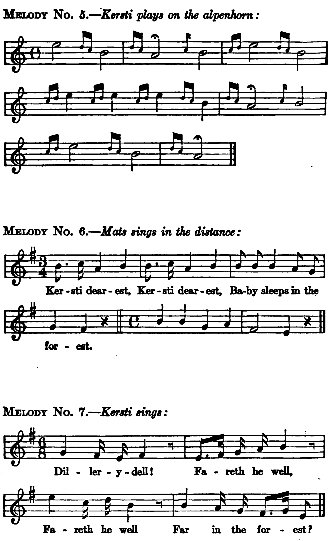 MELODY No. 5.—Kersti plays on the alpenhorn:
MELODY No. 6.—Mats sings in the distance:
Ker-sti dear-est, Ker-sti dear-est, Ba-by sleeps in the
for - est.
MELODY No. 7.—Kersti sings:
Dil - ler - y - dell! Fa - reth he well,
Fa - reth he well Far in the for - est?